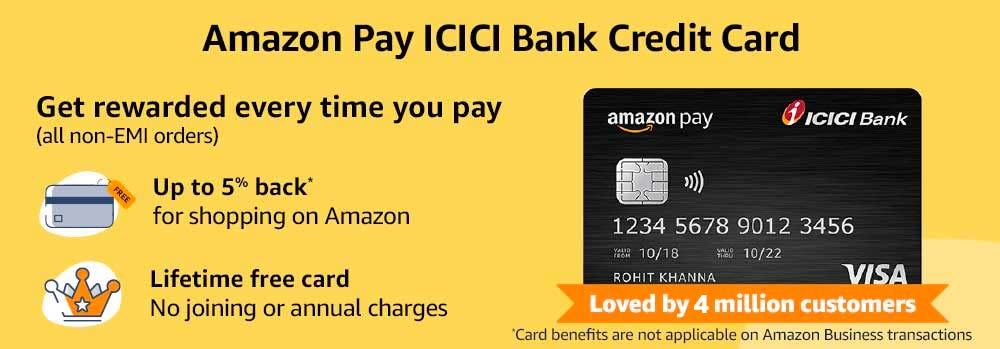 Amazon Pay ICICI Bank Credit Card
Get rewarded every time you pay
(all non-EMI orders)
FREE
Up to 5% back*
for shopping on Amazon
Lifetime free card
No joining or annual charges
amazon pay
i ICICI Bank
1234 5678 9012 3456
VALID FROM 10/18 VALID THRU 10/22
ROHIT KHANNA
VISA
Loved by 4 million customers
*Card benefits are not applicable on Amazon Business transactions